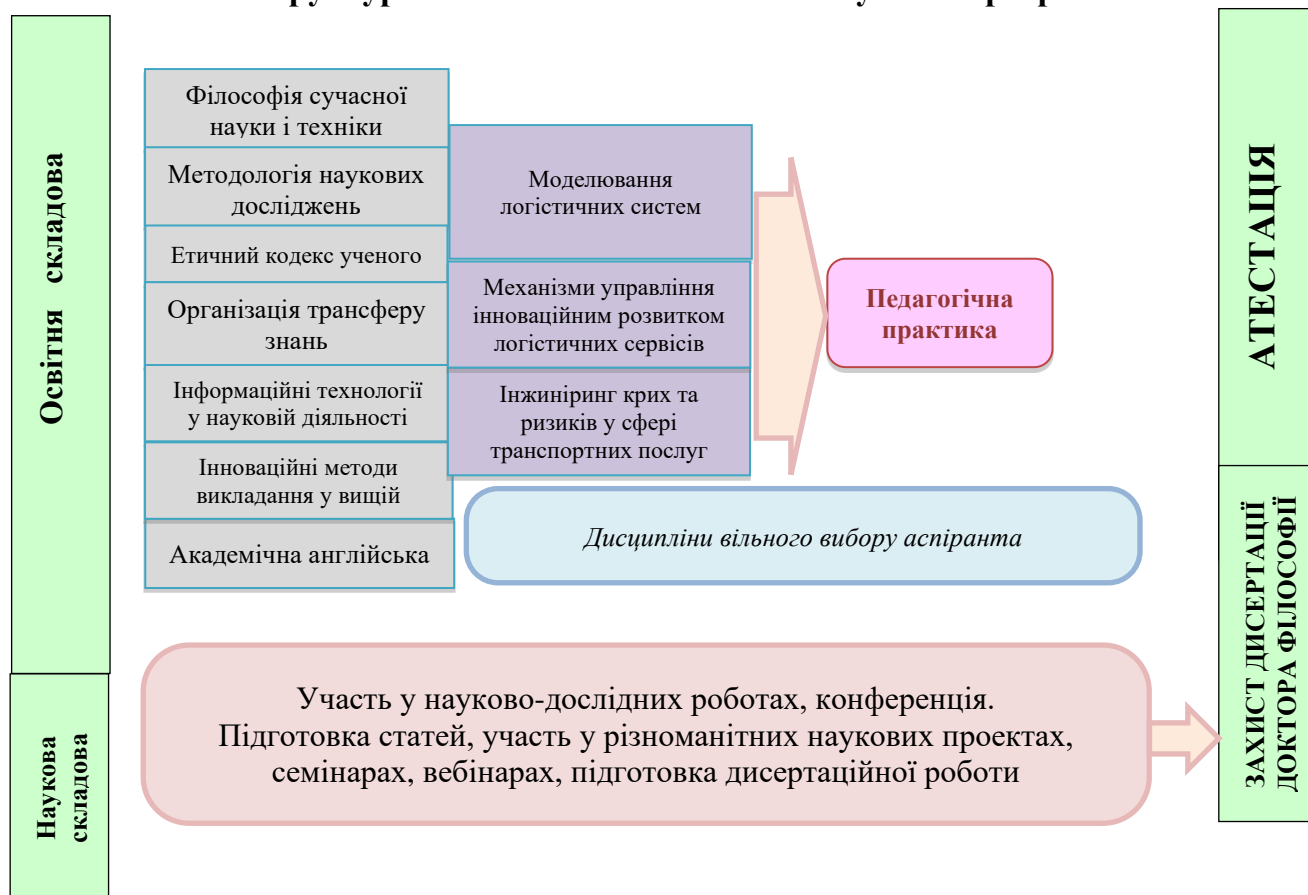 Освітня складова
Філософія сучасної
науки і техніки
Методологія наукових
досліджень
Етичний кодекс ученого
Організація трансферу
знань
Інформаційні технології
у науковій діяльності
Інноваційні методи
викладання у вищій
Академічна англійська
Моделювання
логістичних систем
Механізми управління
інноваційним розвитком
логістичних сервісів
Інжиніринг крих та
ризиків у сфері
транспортних послуг
Педагогічна
практика
Дисципліни вільного вибору аспіранта
АТЕСТАЦІЯ
Наукова
складова
Участь у науково-дослідних роботах, конференція.
Підготовка статей, участь у різноманітних наукових проектах,
семінарах, вебінарах, підготовка дисертаційної роботи
ЗАХИСТ ДИСЕРТАЦІЇ
ДОКТОРА ФІЛОСОФІЇ